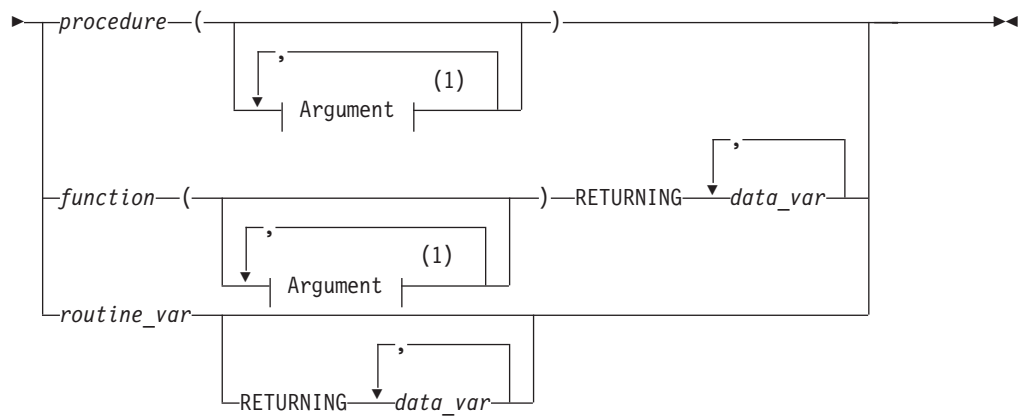 procedure ( )
,
(1)
Argument
,
function ( ) RETURNING data_var
,
(1)
Argument
routine_var
,
RETURNING data_var